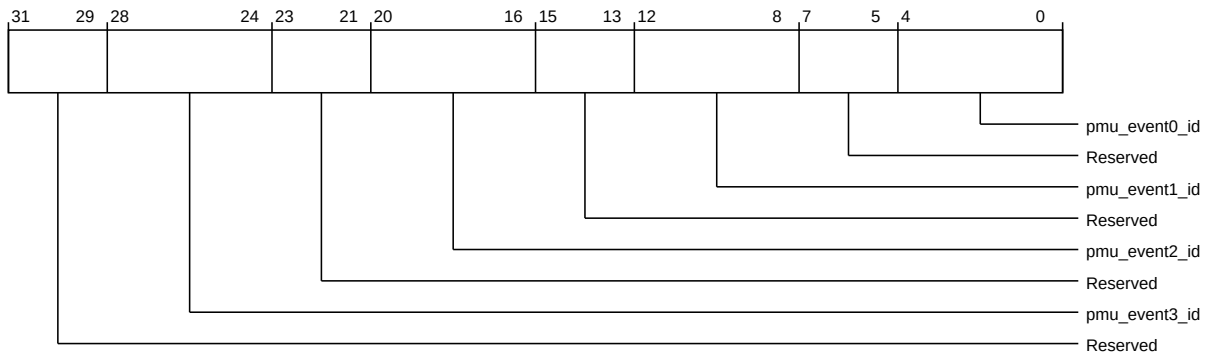 31 29 28 24 23 21 20 16 15 13 12 8 7 5 4 0
pmu_event0_id
Reserved
pmu_event1_id
Reserved
pmu_event2_id
Reserved
pmu_event3_id
Reserved